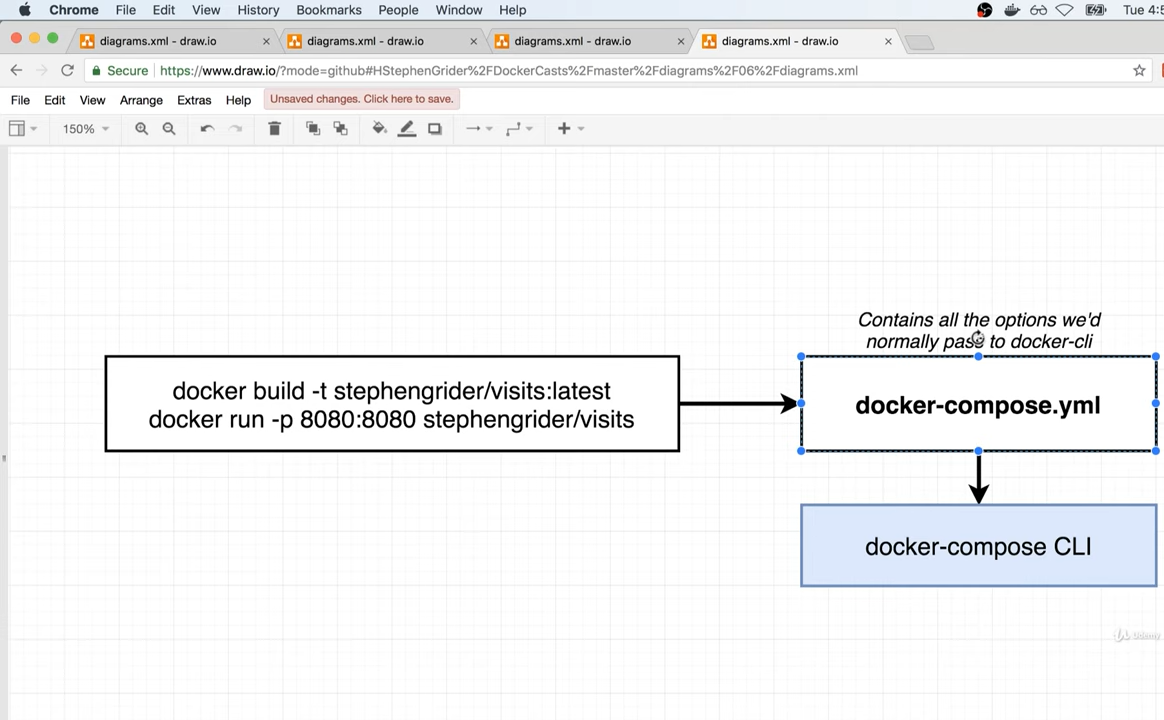 Chrome File Edit View History Bookmarks People Window Help Tue 4:5
diagrams.xml - draw.io diagrams.xml - draw.io diagrams.xml - draw.io diagrams.xml - draw.io
Secure https://www.draw.io/?mode=github#HStephenGrider%2FDockerCasts%2Fmaster%2Fdiagrams%2F06%2Fdiagrams.xml
File Edit View Arrange Extras Help Unsaved changes. Click here to save.
150%
Contains all the options we'd
normally pass to docker-cli
docker build -t stephengrider/visits:latest
docker run -p 8080:8080 stephengrider/visits
docker-compose.yml
docker-compose CLI
Udemy